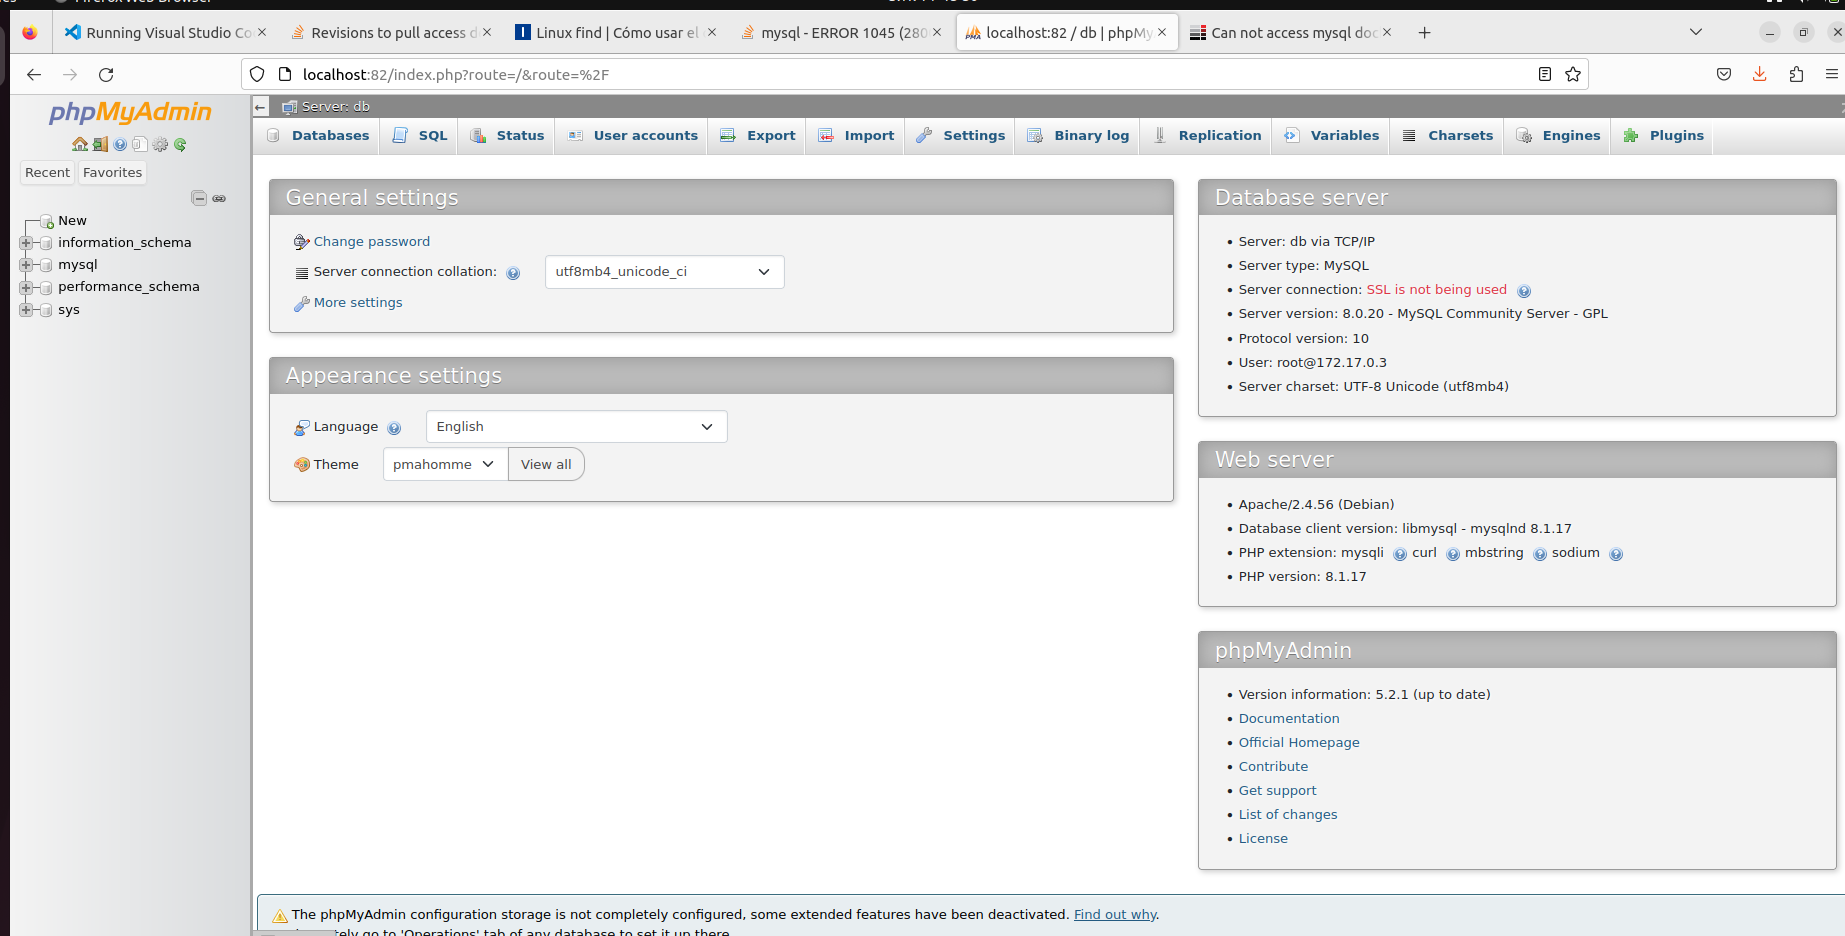 Running Visual Studio Co
Revisions to pull access d
Linux find | Cómo usar el
mysql - ERROR 1045 (280
localhost:82 / db | phpMy
Can not access mysql doc
localhost:82/index.php?route=/&route=%2F
phpMyAdmin
Recent
Favorites
New
information_schema
mysql
performance_schema
sys
Server: db
Databases
SQL
Status
User accounts
Export
Import
Settings
Binary log
Replication
Variables
Charsets
Engines
Plugins
General settings
Change password
Server connection collation:
utf8mb4_unicode_ci
More settings
Appearance settings
Language
English
Theme
pmahomme
View all
Database server
Server: db via TCP/IP
Server type: MySQL
Server connection: SSL is not being used
Server version: 8.0.20 - MySQL Community Server - GPL
Protocol version: 10
User: root@172.17.0.3
Server charset: UTF-8 Unicode (utf8mb4)
Web server
Apache/2.4.56 (Debian)
Database client version: libmysql - mysqlnd 8.1.17
PHP extension: mysqli curl mbstring sodium
PHP version: 8.1.17
phpMyAdmin
Version information: 5.2.1 (up to date)
Documentation
Official Homepage
Contribute
Get support
List of changes
License
The phpMyAdmin configuration storage is not completely configured, some extended features have been deactivated. Find out why.
go to 'Operations' tab of any database to set it up there.